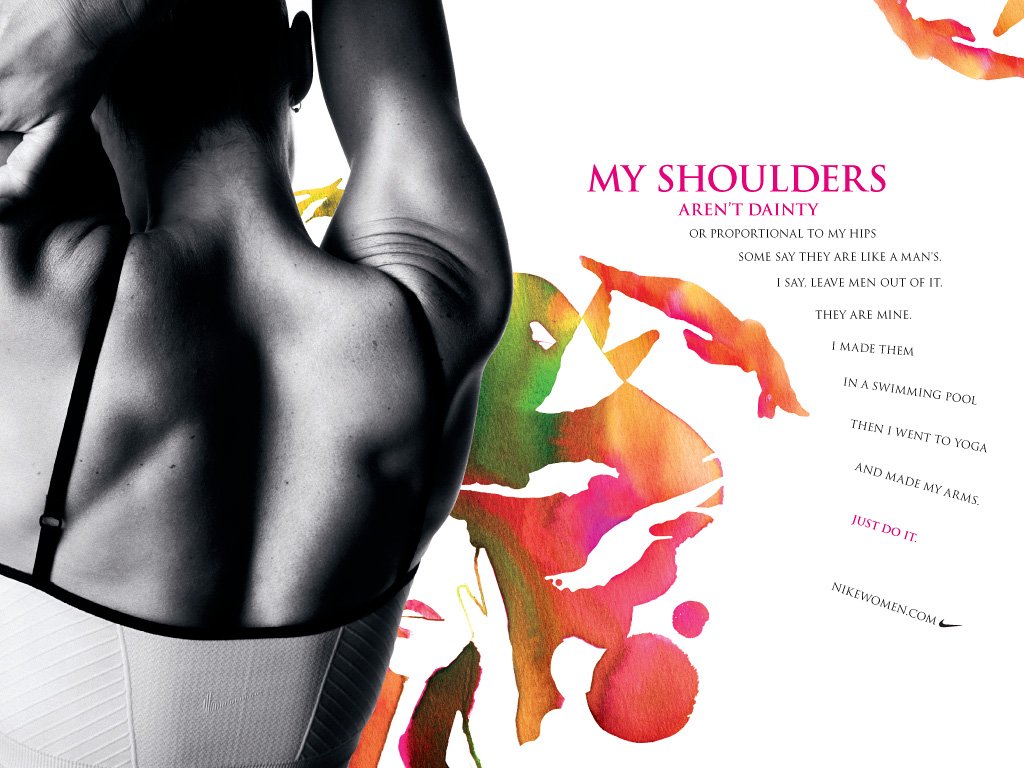 MY SHOULDERS
AREN'T DAINTY
OR PROPORTIONAL TO MY HIPS
SOME SAY THEY ARE LIKE A MAN'S.
I SAY, LEAVE MEN OUT OF IT.
THEY ARE MINE.
I MADE THEM
IN A SWIMMING POOL
THEN I WENT TO YOGA
AND MADE MY ARMS.
JUST DO IT.
NIKEWOMEN.COM